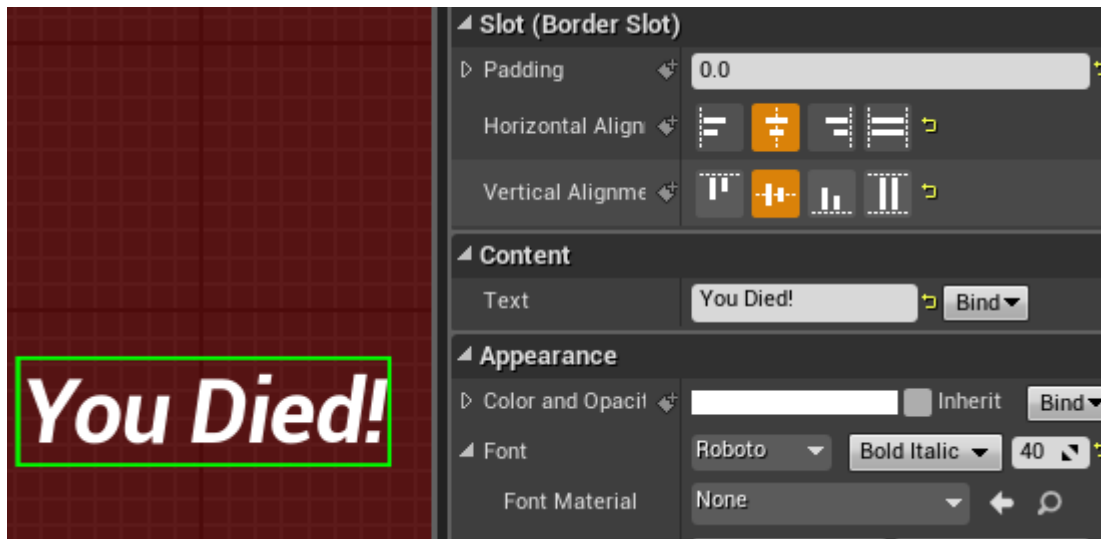 Slot (Border Slot)
Padding 0.0
Horizontal Align
Vertical Alignme
Content
Text You Died! Bind
Appearance
Color and Opacit Inherit Bind
Font Roboto Bold Italic 40
Font Material None
You Died!